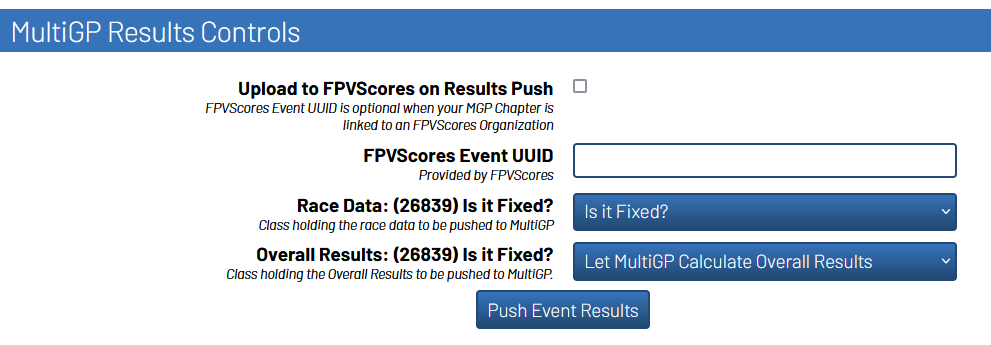 MultiGP Results Controls
Upload to FPVScores on Results Push
FPVScores Event UUID is optional when your MGP Chapter is
linked to an FPVScores Organization
FPVScores Event UUID
Provided by FPVScores
Race Data: (26839) Is it Fixed?
Class holding the race data to be pushed to MultiGP
Is it Fixed?
Overall Results: (26839) Is it Fixed?
Class holding the Overall Results to be pushed to MultiGP.
Let MultiGP Calculate Overall Results
Push Event Results